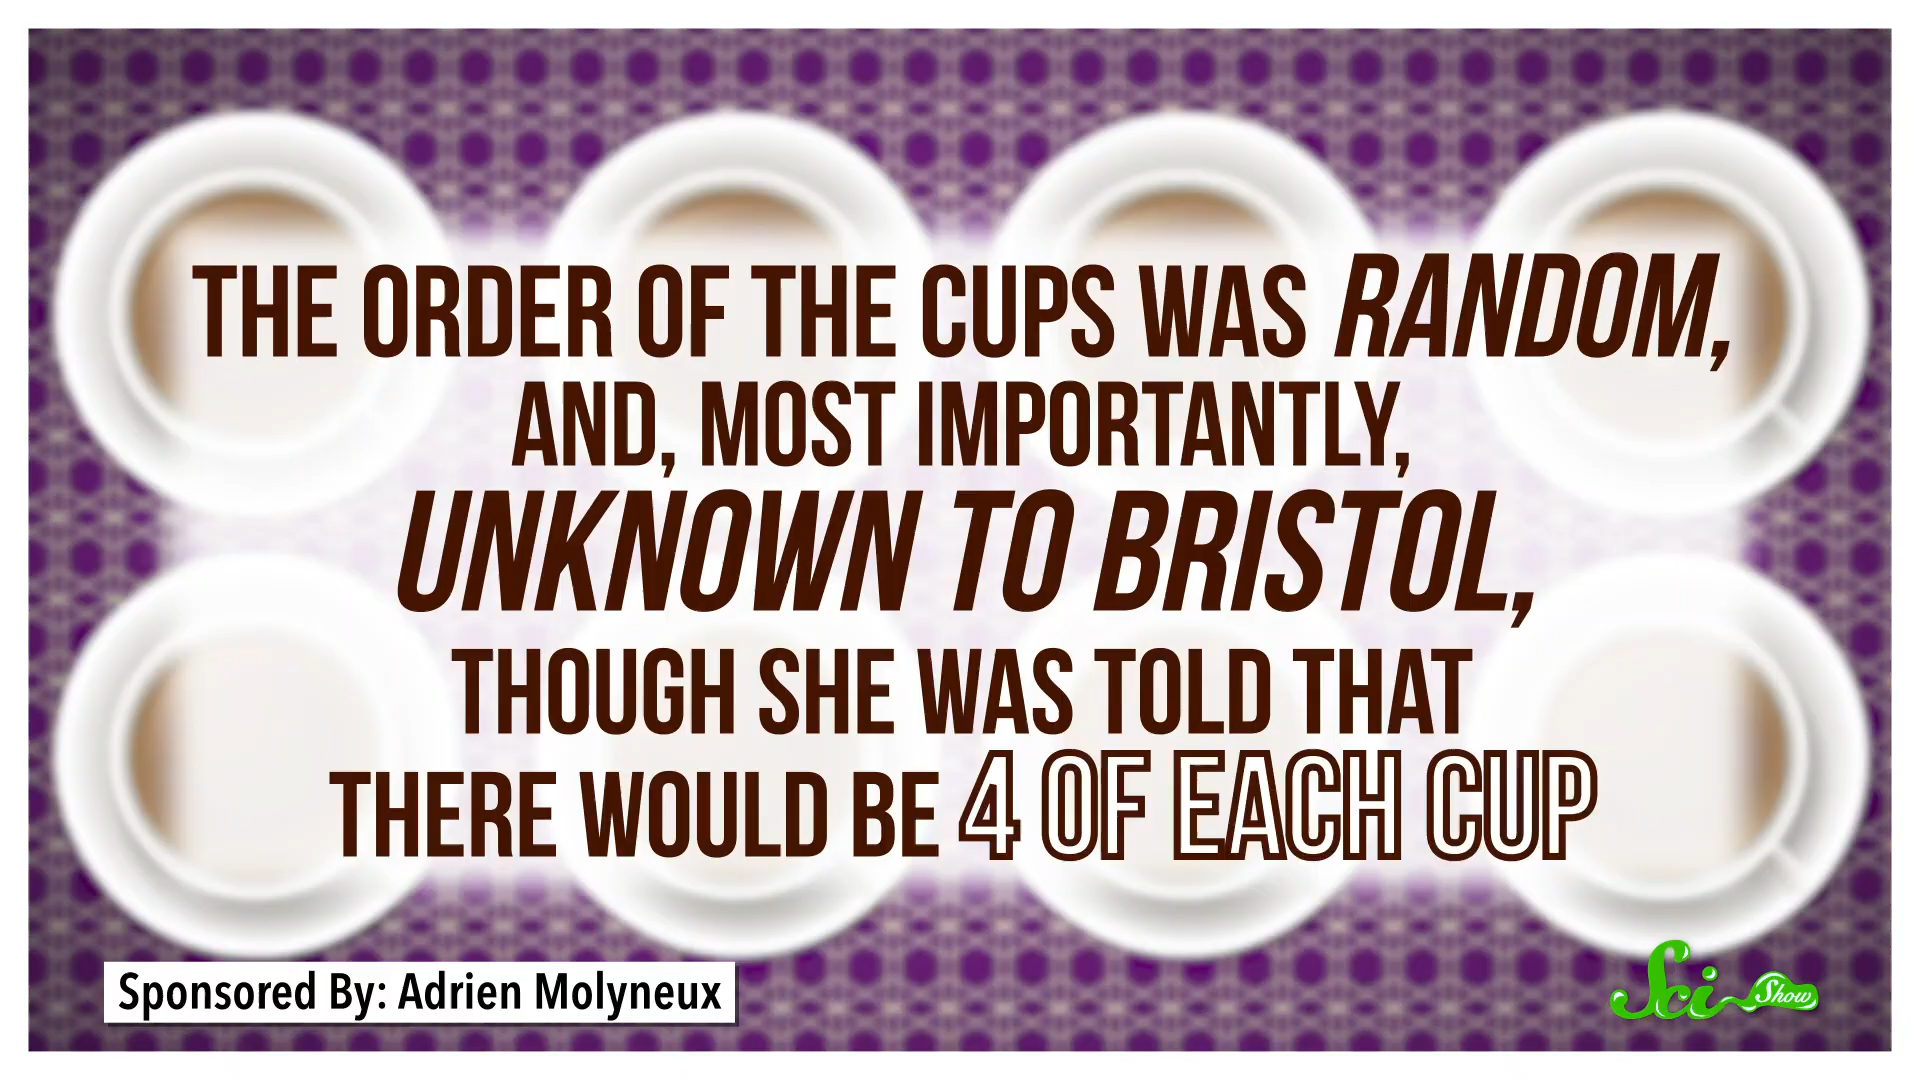 THE ORDER OF THE CUPS WAS RANDOM,
AND, MOST IMPORTANTLY,
UNKNOWN TO BRISTOL,
THOUGH SHE WAS TOLD THAT
THERE WOULD BE 4 OF EACH CUP
Sponsored By: Adrien Molyneux
Sci Show